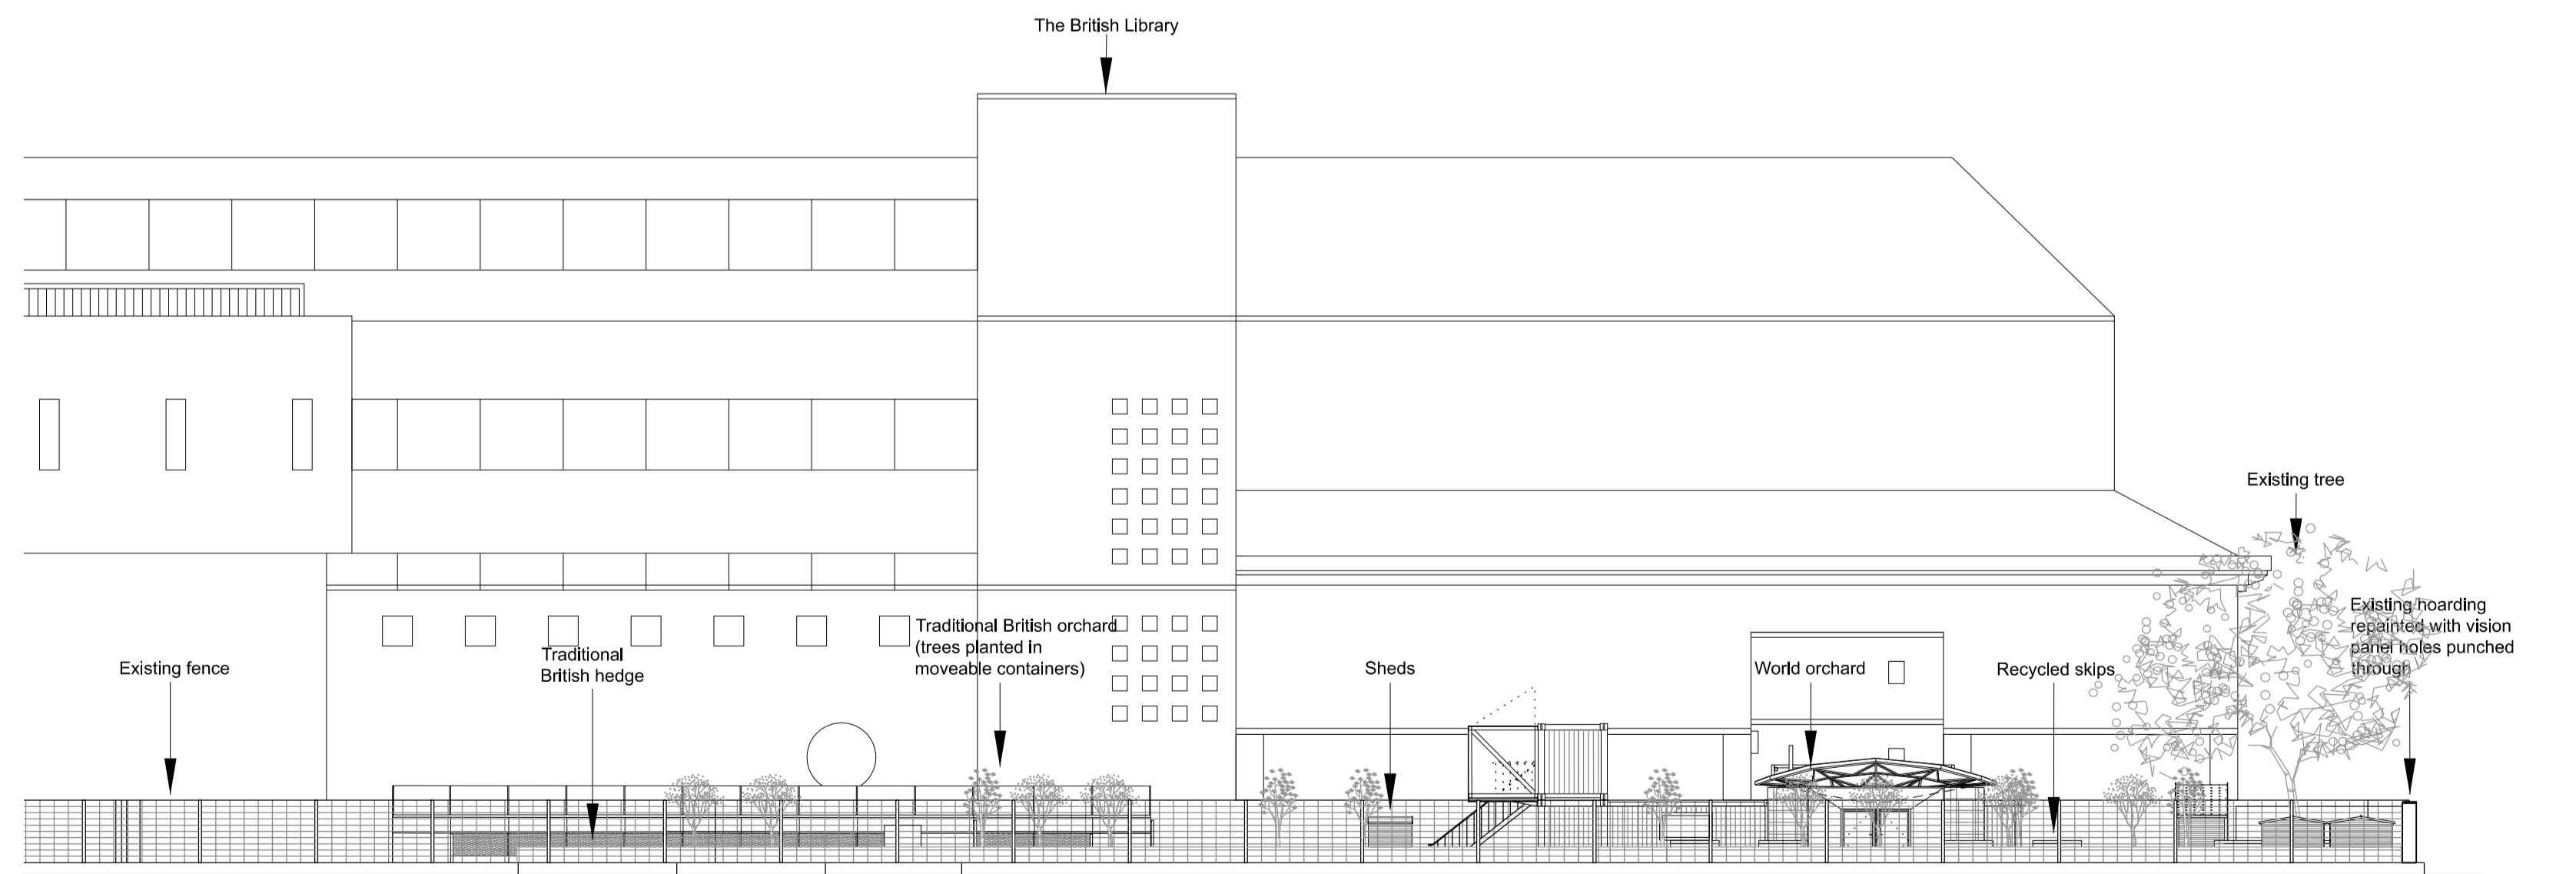 The British Library
Existing tree
Existing hoarding
repainted with vision
panel holes punched
through
Traditional British orchard
(trees planted in
moveable containers)
Traditional
British hedge
Existing fence
Sheds
World orchard
Recycled skips